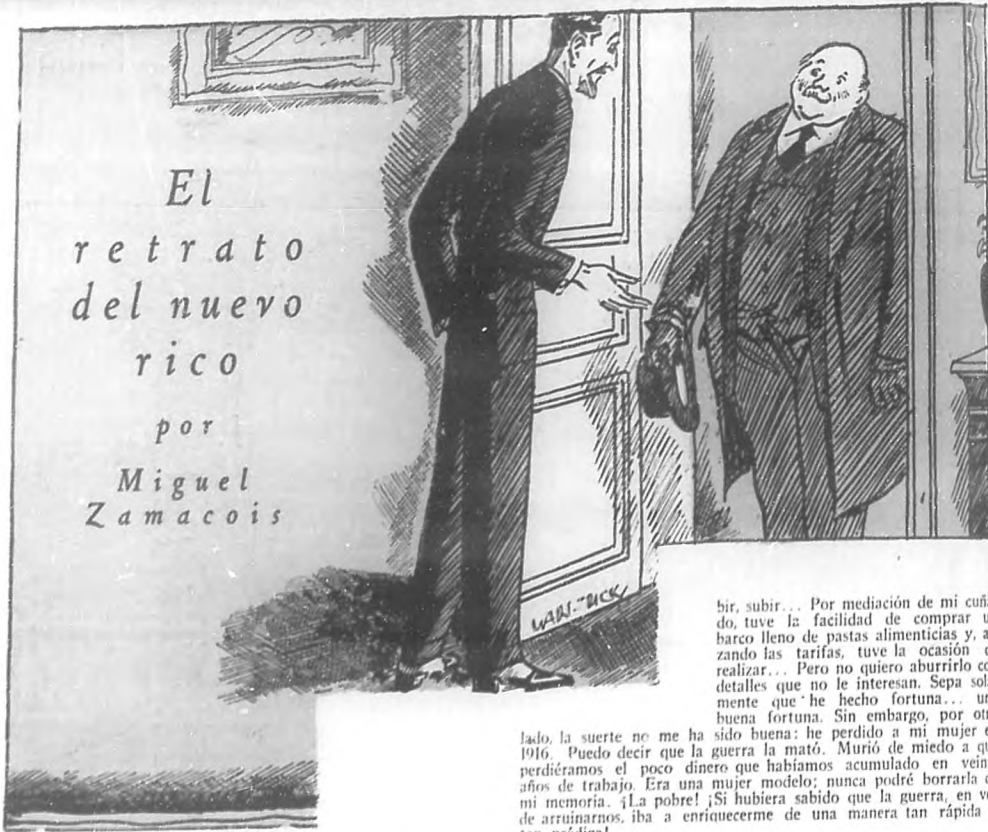 El
retrato
del nuevo
rico
por
Miguel
Zamacois
bir, subir... Por mediación de mi cuña
do, tuve la facilidad de comprar u
barco lleno de pastas alimenticias y, a
zando las tarifas, tuve la ocasión d
realizar... Pero no quiero aburrirlo co
detalles que no le interesan. Sepa sol
mente que he hecho fortuna... un
buena fortuna. Sin embargo, por otr
lado, la suerte no me ha sido buena: he perdido a mi mujer e
1916. Puedo decir que la guerra la mató. Murió de miedo a qu
perdiéramos el poco dinero que habíamos acumulado en vein
años de trabajo. Era una mujer modelo; nunca podré borrarla d
mi memoria. ¡La pobre! ¡Si hubiera sabido que la guerra, en ve
de arruinarnos, iba a enriquecerme de una manera tan rápida